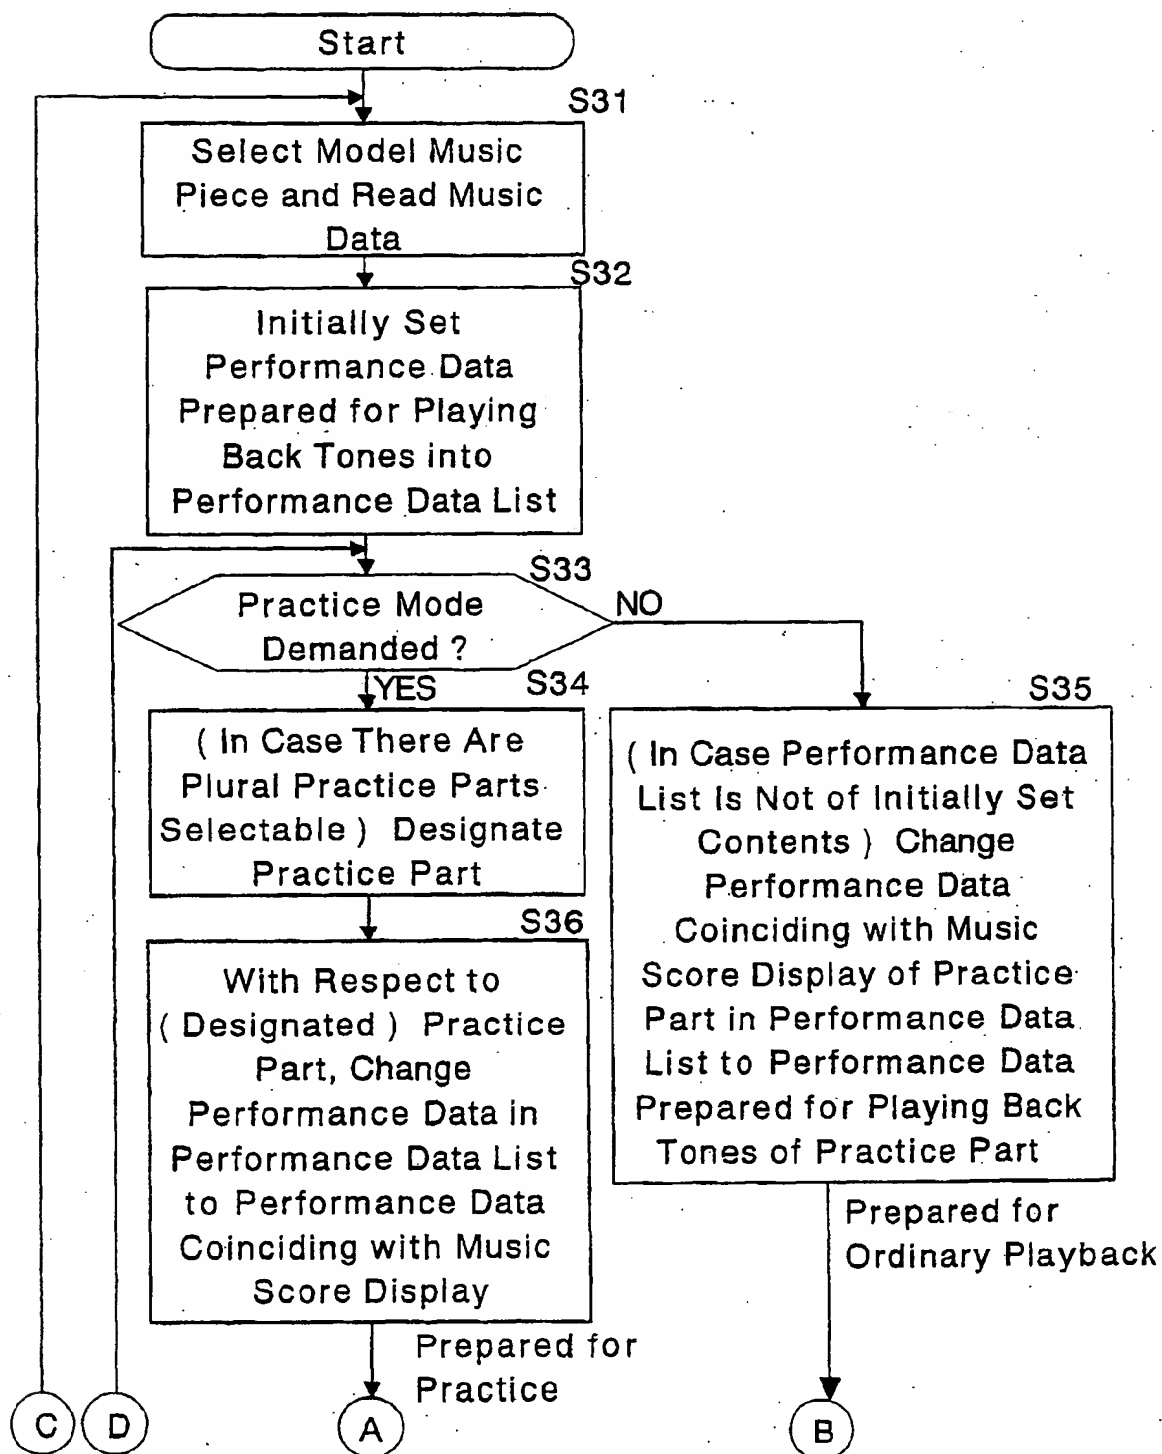 Start
S31
Select Model Music
Piece and Read Music
Data
S32
Initially Set
Performance Data
Prepared for Playing
Back Tones into
Performance Data List
S33
Practice Mode
Demanded ?
NO
YES
S34
( In Case There Are
Plural Practice Parts
Selectable ) Designate
Practice Part
S35
( In Case Performance Data
List Is Not of Initially Set
Contents ) Change
Performance Data
Coinciding with Music
Score Display of Practice
Part in Performance Data
List to Performance Data
Prepared for Playing Back
Tones of Practice Part
S36
With Respect to
( Designated ) Practice
Part, Change
Performance Data in
Performance Data List
to Performance Data
Coinciding with Music
Score Display
Prepared for
Ordinary Playback
Prepared for
Practice
C
D
A
B